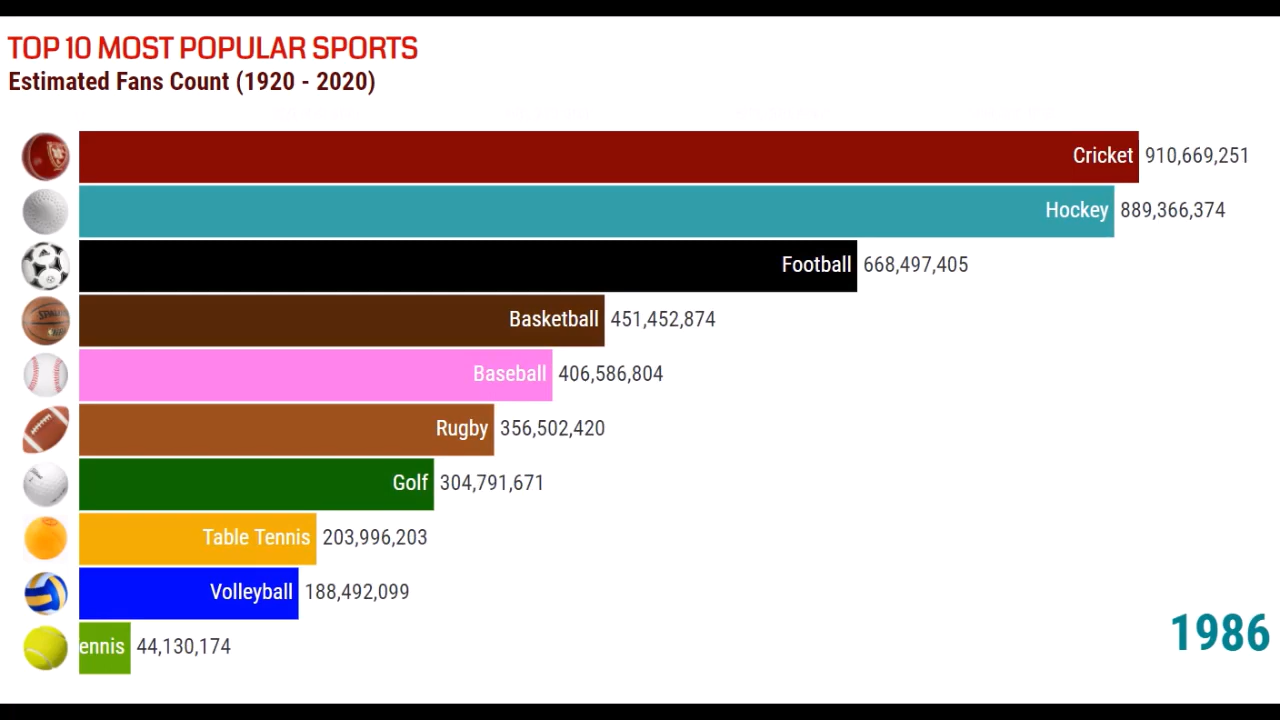 TOP 10 MOST POPULAR SPORTS
Estimated Fans Count (1920 - 2020)
Cricket 910,669,251
Hockey 889,366,374
Football 668,497,405
Basketball 451,452,874
Baseball 406,586,804
Rugby 356,502,420
Golf 304,791,671
Table Tennis 203,996,203
Volleyball 188,492,099
ennis 44,130,174
1986